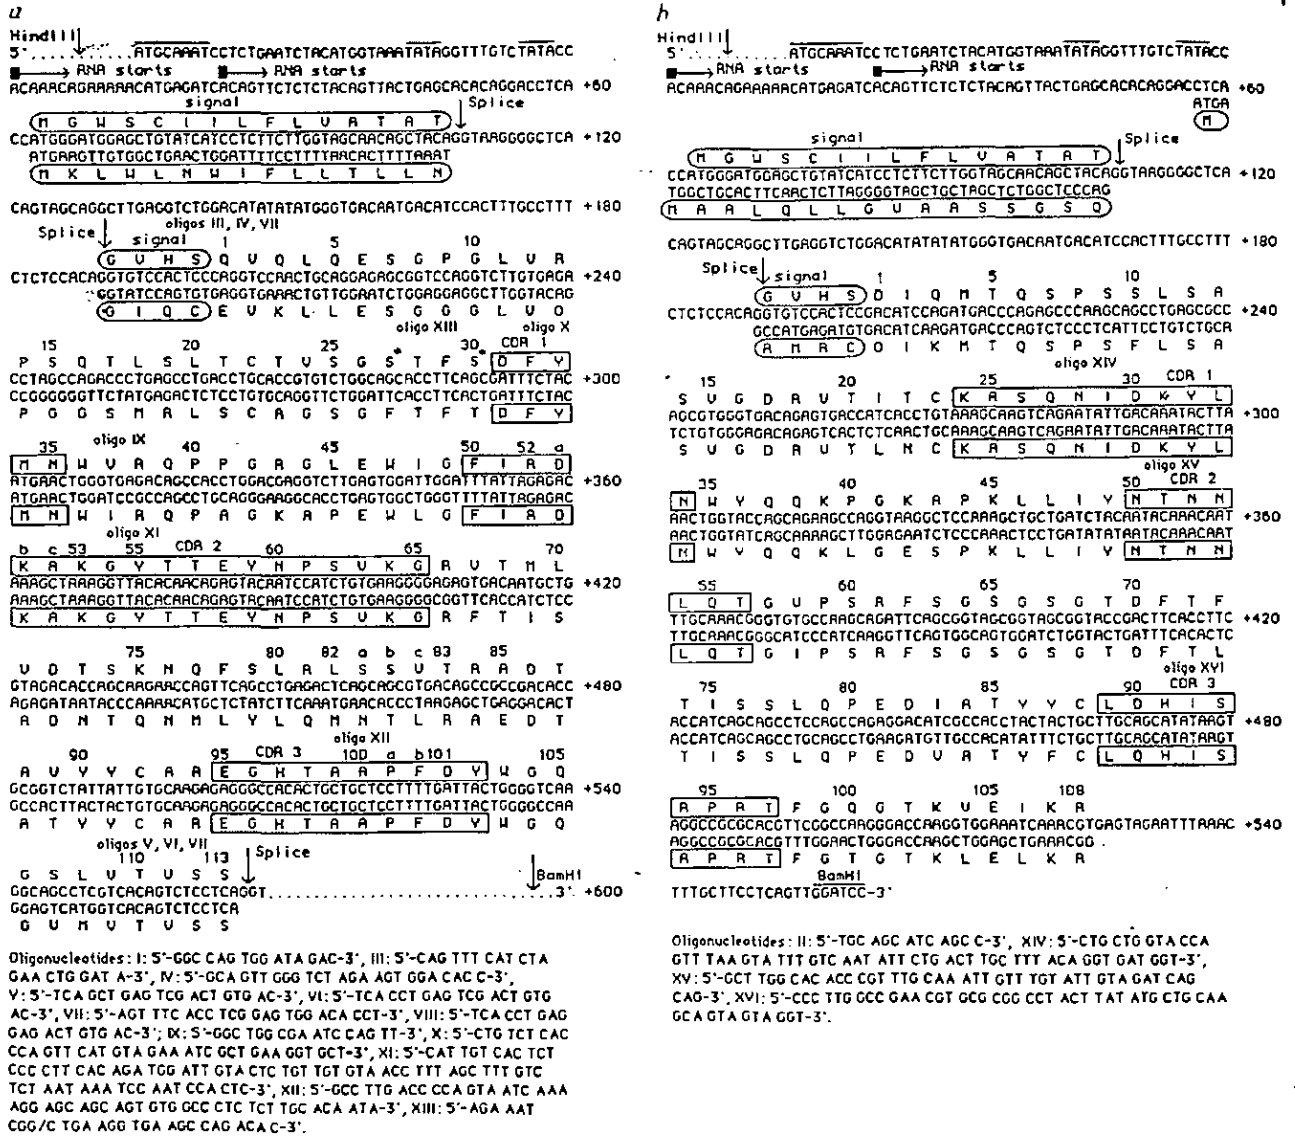 a
HindIII
5' ........ ATGCAAATCCTCTGAATCTACATGGTAAATATAGGTTTGTCTATACC
RNA starts RNA starts
ACAAACAGAAAAACATGAGATCACAGTTCTCTCTACAGTTACTGAGCACACAGGACCTCA +60
signal Splice
M G W S C I I L F L V A T A T
CCATGGGATGGAGCTGTATCATCCTCTTCTTGGTAGCAACAGCTACAGGTAAGGGGCTCA +120
ATGAAGTTGTGGCTGAACTGGATTTTCCTTTTAACACTTTTAAAT
M K L W L N W I F L L T L L N
CAGTAGCAGGCTTGAGGTCTGGACATATATATGGGTGACAATGACATCCACTTTGCCTTT +180
Splice oligos III, IV, VII
signal 1 5 10
G V H S Q V Q L Q E S G P G L V R
CTCTCCACAGGTGTCCACTCCCAGGTCCAACTGCAGGAGAGCGGTCCAGGTCTTGTGAGA +240
GGTATCCAGTGTGAGGTGAAACTGTTGGAATCTGGAGGAGGCTTGGTACAG
G I Q C E V K L L E S G G G L V Q
oligo XIII oligo X
15 20 25 30 CDR 1
P S Q T L S L T C T V S G S T F S D F Y
CCTAGCCAGACCCTGAGCCTGACCTGCACCGTGTCTGGCAGCACCTTCAGCGATTTCTAC +300
CCGGGGGGTTCTATGAGACTCTCCTGTGCAGGTTCTGGATTCACCTTCACTGATTTCTAC
P G G S M R L S C A G S G F T F T D F Y
oligo IX
35 40 45 50 52 a
M N W V R Q P P G R G L E W I G F I R D
ATGAACTGGGTGAGACAGCCACCTGGACGAGGTCTTGAGTGGATTGGATTTATTAGAGAC +360
ATGAACTGGATCCGCCAGCCTGCAGGGAAGGCACCTGAGTGGCTGGGTTTTATTAGAGAC
M N W I R Q P A G K A P E W L G F I R D
oligo XI
b c 53 55 CDR 2 60 65 70
K A K G Y T T E Y N P S V K G R V T M L
AAAGCTAAAGGTTACACAACAGAGTACAATCCATCTGTGAAGGGGAGAGTGACAATGCTG +420
AAAGCTAAAGGTTACACAACAGAGTACAATCCATCTGTGAAGGGGCGGTTCACCATCTCC
K A K G Y T T E Y N P S V K G R F T I S
75 80 82 a b c 83 85
V D T S K N Q F S L R L S S V T A A D T
GTAGACACCAGCAAGAACCAGTTCAGCCTGAGACTCAGCAGCGTGACAGCCGCCGACACC +480
AGAGATAATACCCAAAACATGCTCTATCTTCAAATGAACACCCTAAGAGCTGAGGACACT
R D N T Q N M L Y L Q M N T L R A E D T
oligo XII
90 95 CDR 3 100 a b 101 105
A V Y Y C A R E G H T A A P F D Y W G Q
GCGGTCTATTATTGTGCAAGAGAGGGCCACACTGCTGCTCCTTTTGATTACTGGGGTCAA +540
GCCACTTACTACTGTGCAAGAGAGGGCCACACTGCTGCTCCTTTTGATTACTGGGGCCAA
A T Y Y C A R E G H T A A P F D Y W G Q
oligos V, VI, VII
110 113 Splice
G S L V T V S S BamHI
GGCAGCCTCGTCACAGTCTCCTCAGGT........................3' +600
GGAGTCATGGTCACAGTCTCCTCA
G V M V T V S S
Oligonucleotides: I: 5'-GGC CAG TGG ATA GAC-3', III: 5'-CAG TTT CAT CTA
GAA CTG GAT A-3', IV: 5'-GCA GTT GGG TCT AGA AGT GGA CAC C-3',
V: 5'-TCA GCT GAG TCG ACT GTG AC-3', VI: 5'-TCA CCT GAG TCG ACT GTG
AC-3', VII: 5'-AGT TTC ACC TCG GAG TGG ACA CCT-3', VIII: 5'-TCA CCT GAG
GAG ACT GTG AC-3'; IX: 5'-GGC TGG CGA ATC CAG TT-3', X: 5'-CTG TCT CAC
CCA GTT CAT GTA GAA ATC GCT GAA GGT GCT-3', XI: 5'-CAT TGT CAC TCT
CCC CTT CAC AGA TGG ATT GTA CTC TGT TGT GTA ACC TTT AGC TTT GTC
TCT AAT AAA TCC AAT CCA CTC-3', XII: 5'-GCC TTG ACC CCA GTA ATC AAA
AGG AGC AGC AGT GTG GCC CTC TCT TGC ACA ATA-3', XIII: 5'-AGA AAT
CGG/C TGA AGG TGA AGC CAG ACA C-3'.
b
HindIII
5' ........ ATGCAAATCCTCTGAATCTACATGGTAAATATAGGTTTGTCTATACC
RNA starts RNA starts
ACAAACAGAAAAACATGAGATCACAGTTCTCTCTACAGTTACTGAGCACACAGGACCTCA +60
ATGA
M
signal Splice
M G W S C I I L F L V A T A T
CCATGGGATGGAGCTGTATCATCCTCTTCTTGGTAGCAACAGCTACAGGTAAGGGGCTCA +120
TGGCTGCACTTCAACTCTTAGGGGTAGCTGCTAGCTCTGGCTCCCAG
M A A L Q L L G V A A S S G S Q
CAGTAGCAGGCTTGAGGTCTGGACATATATATGGGTGACAATGACATCCACTTTGCCTTT +180
Splice signal 1 5 10
G V H S D I Q M T Q S P S S L S A
CTCTCCACAGGTGTCCACTCCGACATCCAGATGACCCAGAGCCCAAGCAGCCTGAGCGCC +240
GCCATGAGATGTGACATCAAGATGACCCAGTCTCCCTCATTCCTGTCTGCA
A M R C D I K M T Q S P S F L S A
oligo XIV
15 20 25 30 CDR 1
S V G D R V T I T C K A S Q N I D K Y L
AGCGTGGGTGACAGAGTGACCATCACCTGTAAAGCAAGTCAGAATATTGACAAATACTTA +300
TCTGTGGGAGACAGAGTCACTCTCAACTGCAAAGCAAGTCAGAATATTGACAAATACTTA
S V G D R V T L N C K A S Q N I D K Y L
oligo XV
35 40 45 50 CDR 2
N W Y Q Q K P G K A P K L L I Y N T N N
AACTGGTACCAGCAGAAGCCAGGTAAGGCTCCAAAGCTGCTGATCTACAATACAAACAAT +360
AACTGGTATCAGCAAAAGCTTGGAGAATCTCCCAAACTCCTGATATATAATACAAACAAT
N W Y Q Q K L G E S P K L L I Y N T N N
55 60 65 70
L Q T G V P S R F S G S G S G T D F T F
TTGCAAACGGGTGTGCCAAGCAGATTCAGCGGTAGCGGTAGCGGTACCGACTTCACCTTC +420
TTGCAAACGGGCATCCCATCAAGGTTCAGTGGCAGTGGATCTGGTACTGATTTCACACTC
L Q T G I P S R F S G S G S G T D F T L
oligo XVI
75 80 85 90 CDR 3
T I S S L Q P E D I A T Y Y C L Q H I S
ACCATCAGCAGCCTCCAGCCAGAGGACATCGCCACCTACTACTGCTTGCAGCATATAAGT +480
ACCATCAGCAGCCTGCAGCCTGAAGATGTTGCCACATATTTCTGCTTGCAGCATATAAGT
T I S S L Q P E D V A T Y F C L Q H I S
95 100 105 108
R P R T F G Q G T K V E I K R
AGGCCGCGCACGTTCGGCCAAGGGACCAAGGTGGAAATCAAACGTGAGTAGAATTTAAAC +540
AGGCCGCGCACGTTTGGAACTGGGACCAAGCTGGAGCTGAAACGG
R P R T F G T G T K L E L K R
BamHI
TTTGCTTCCTCAGTTGGATCC-3'
Oligonucleotides: II: 5'-TGC AGC ATC AGC C-3', XIV: 5'-CTG CTG GTA CCA
GTT TAA GTA TTT GTC AAT ATT CTG ACT TGC TTT ACA GGT GAT GGT-3',
XV: 5'-GCT TGG CAC ACC CGT TTG CAA ATT GTT TGT ATT GTA GAT CAG
CAG-3', XVI: 5'-CCC TTG GCC GAA CGT GCG CGG CCT ACT TAT ATG CTG CAA
GCA GTA GTA GGT-3'.